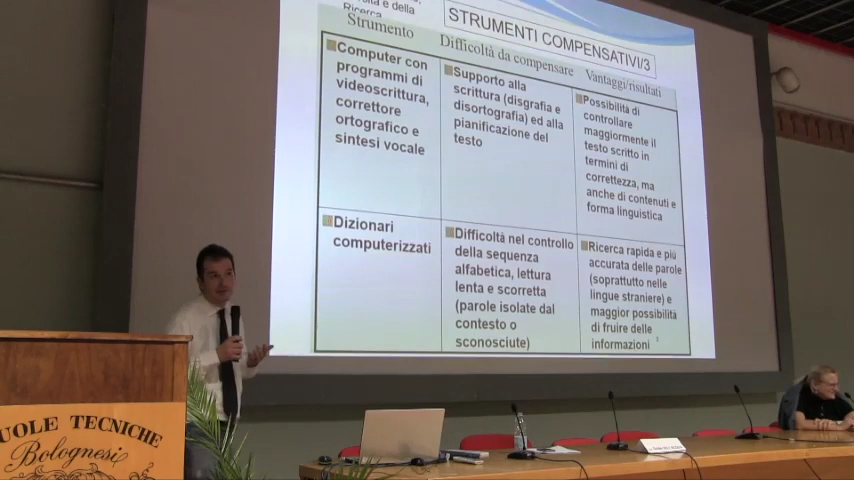 olta e della
Ricerca
STRUMENTI COMPENSATIVI/3
Strumento
Difficoltà da compensare
Vantaggi/risultati
Computer con
programmi di
videoscrittura,
correttore
ortografico e
sintesi vocale
Supporto alla
scrittura (disgrafia e
disortografia) ed alla
pianificazione del
testo
Possibilità di
controllare
maggiormente il
testo scritto in
termini di
correttezza, ma
anche di contenuti e
forma linguistica
Dizionari
computerizzati
Difficoltà nel controllo
della sequenza
alfabetica, lettura
lenta e scorretta
(parole isolate dal
contesto o
sconosciute)
Ricerca rapida e più
accurata delle parole
(soprattutto nelle
lingue straniere) e
maggior possibilità
di fruire delle
informazioni
UOLE TECNICHE
Bolognesi